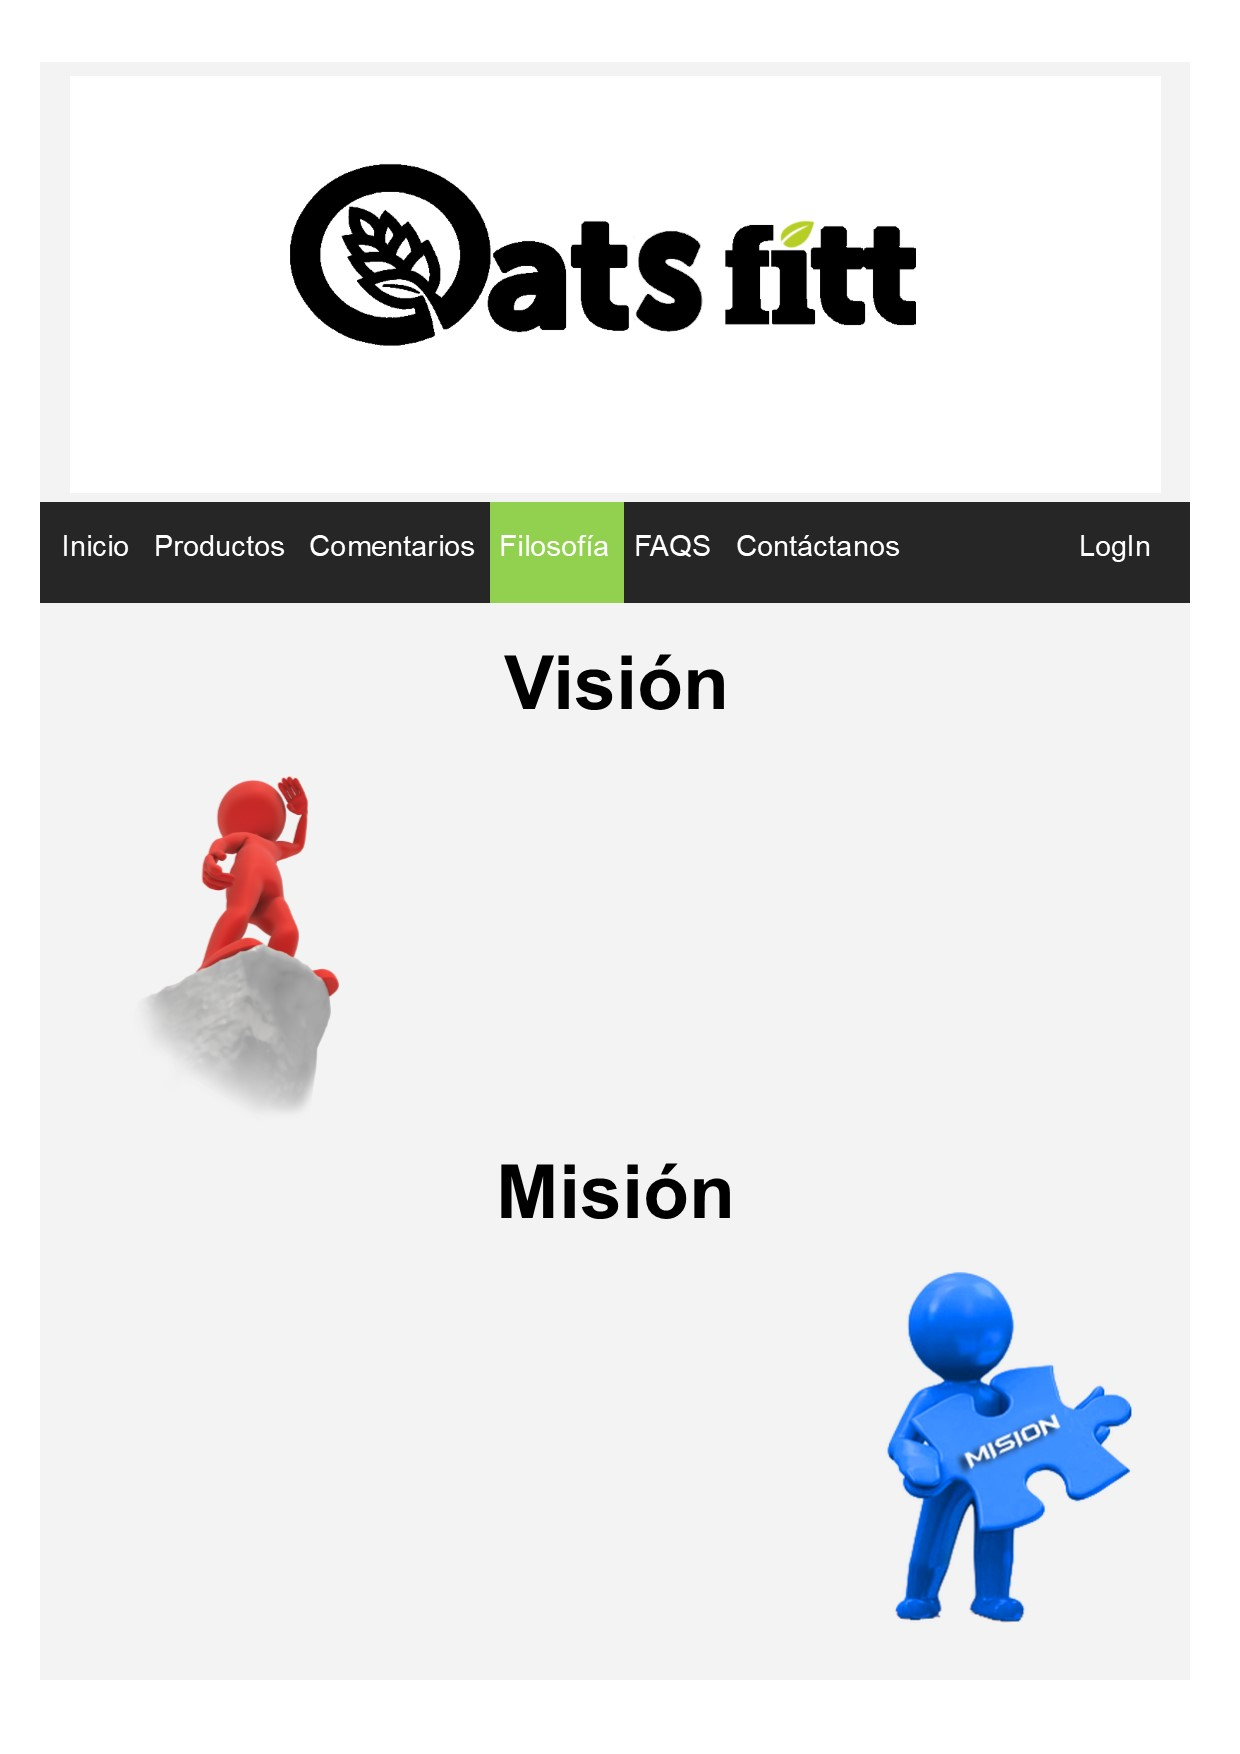 Oats fitt
Inicio Productos Comentarios Filosofía FAQS Contáctanos LogIn
Visión
Misión
MISION